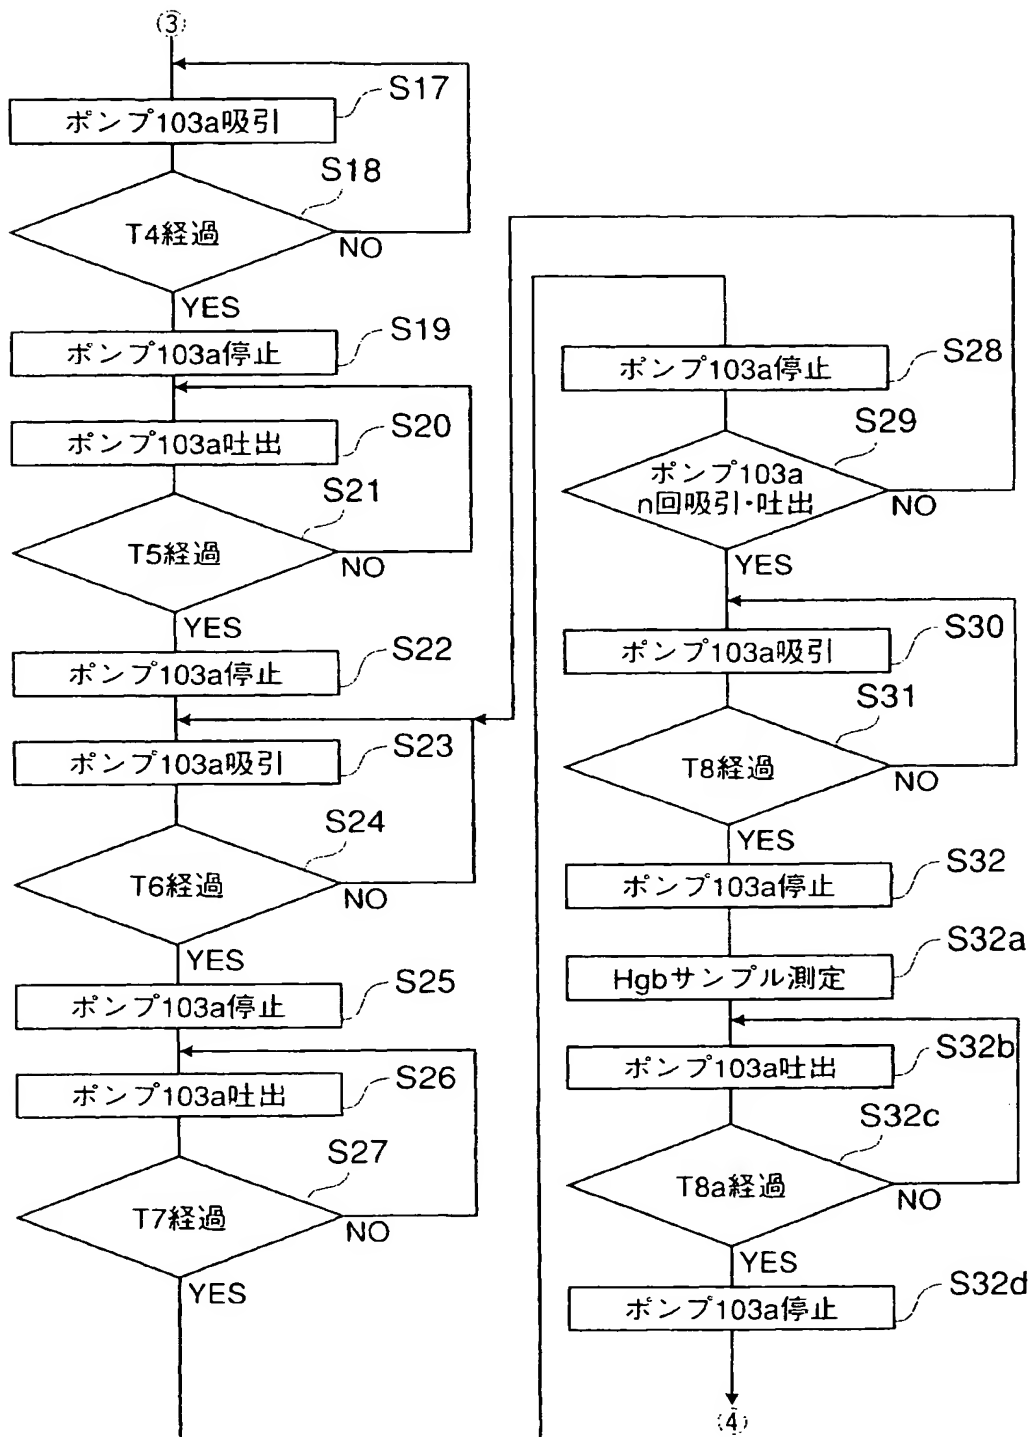 ③
S17
ポンプ103a吸引
S18
T4経過
NO
YES
S19
ポンプ103a停止
S20
ポンプ103a吐出
S21
T5経過
NO
YES
S22
ポンプ103a停止
S23
ポンプ103a吸引
S24
T6経過
NO
YES
S25
ポンプ103a停止
S26
ポンプ103a吐出
S27
T7経過
NO
YES
S28
ポンプ103a停止
S29
ポンプ103a
n回吸引・吐出
NO
YES
S30
ポンプ103a吸引
S31
T8経過
NO
YES
S32
ポンプ103a停止
S32a
Hgbサンプル測定
S32b
ポンプ103a吐出
S32c
T8a経過
NO
YES
S32d
ポンプ103a停止
④